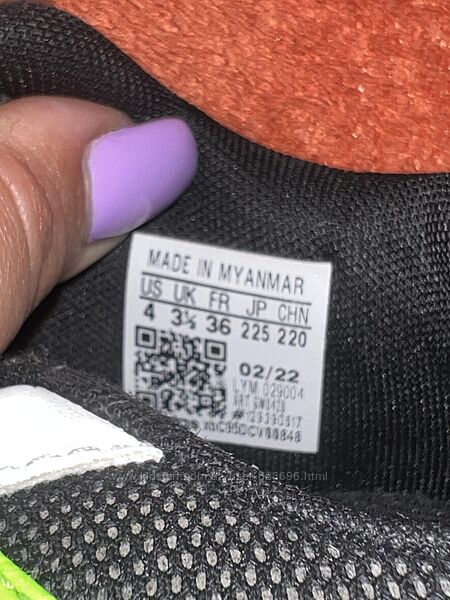 MADE IN MYANMAR
US UK FR JP CHN
4 3½ 36 225 220
02/22
LYM 029004